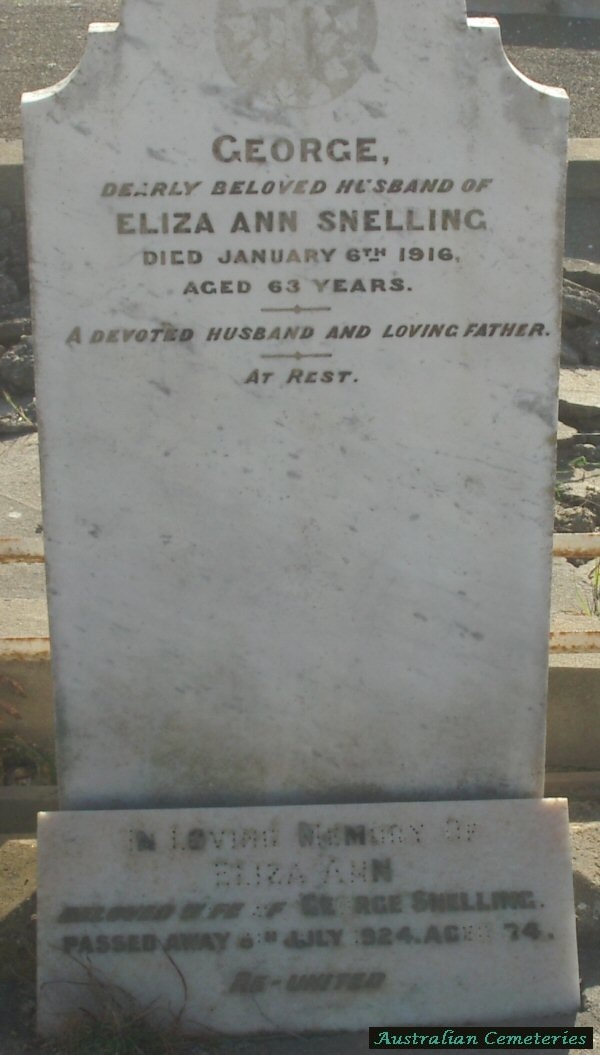 GEORGE,
DEARLY BELOVED HUSBAND OF
ELIZA ANN SNELLING
DIED JANUARY 6TH 1916,
AGED 63 YEARS.
A DEVOTED HUSBAND AND LOVING FATHER.
AT REST.
IN LOVING MEMORY OF
ELIZA ANN
BELOVED WIFE OF GEORGE SNELLING.
PASSED AWAY JULY 1924. AGED 74.
RE-UNITED
Australian Cemeteries